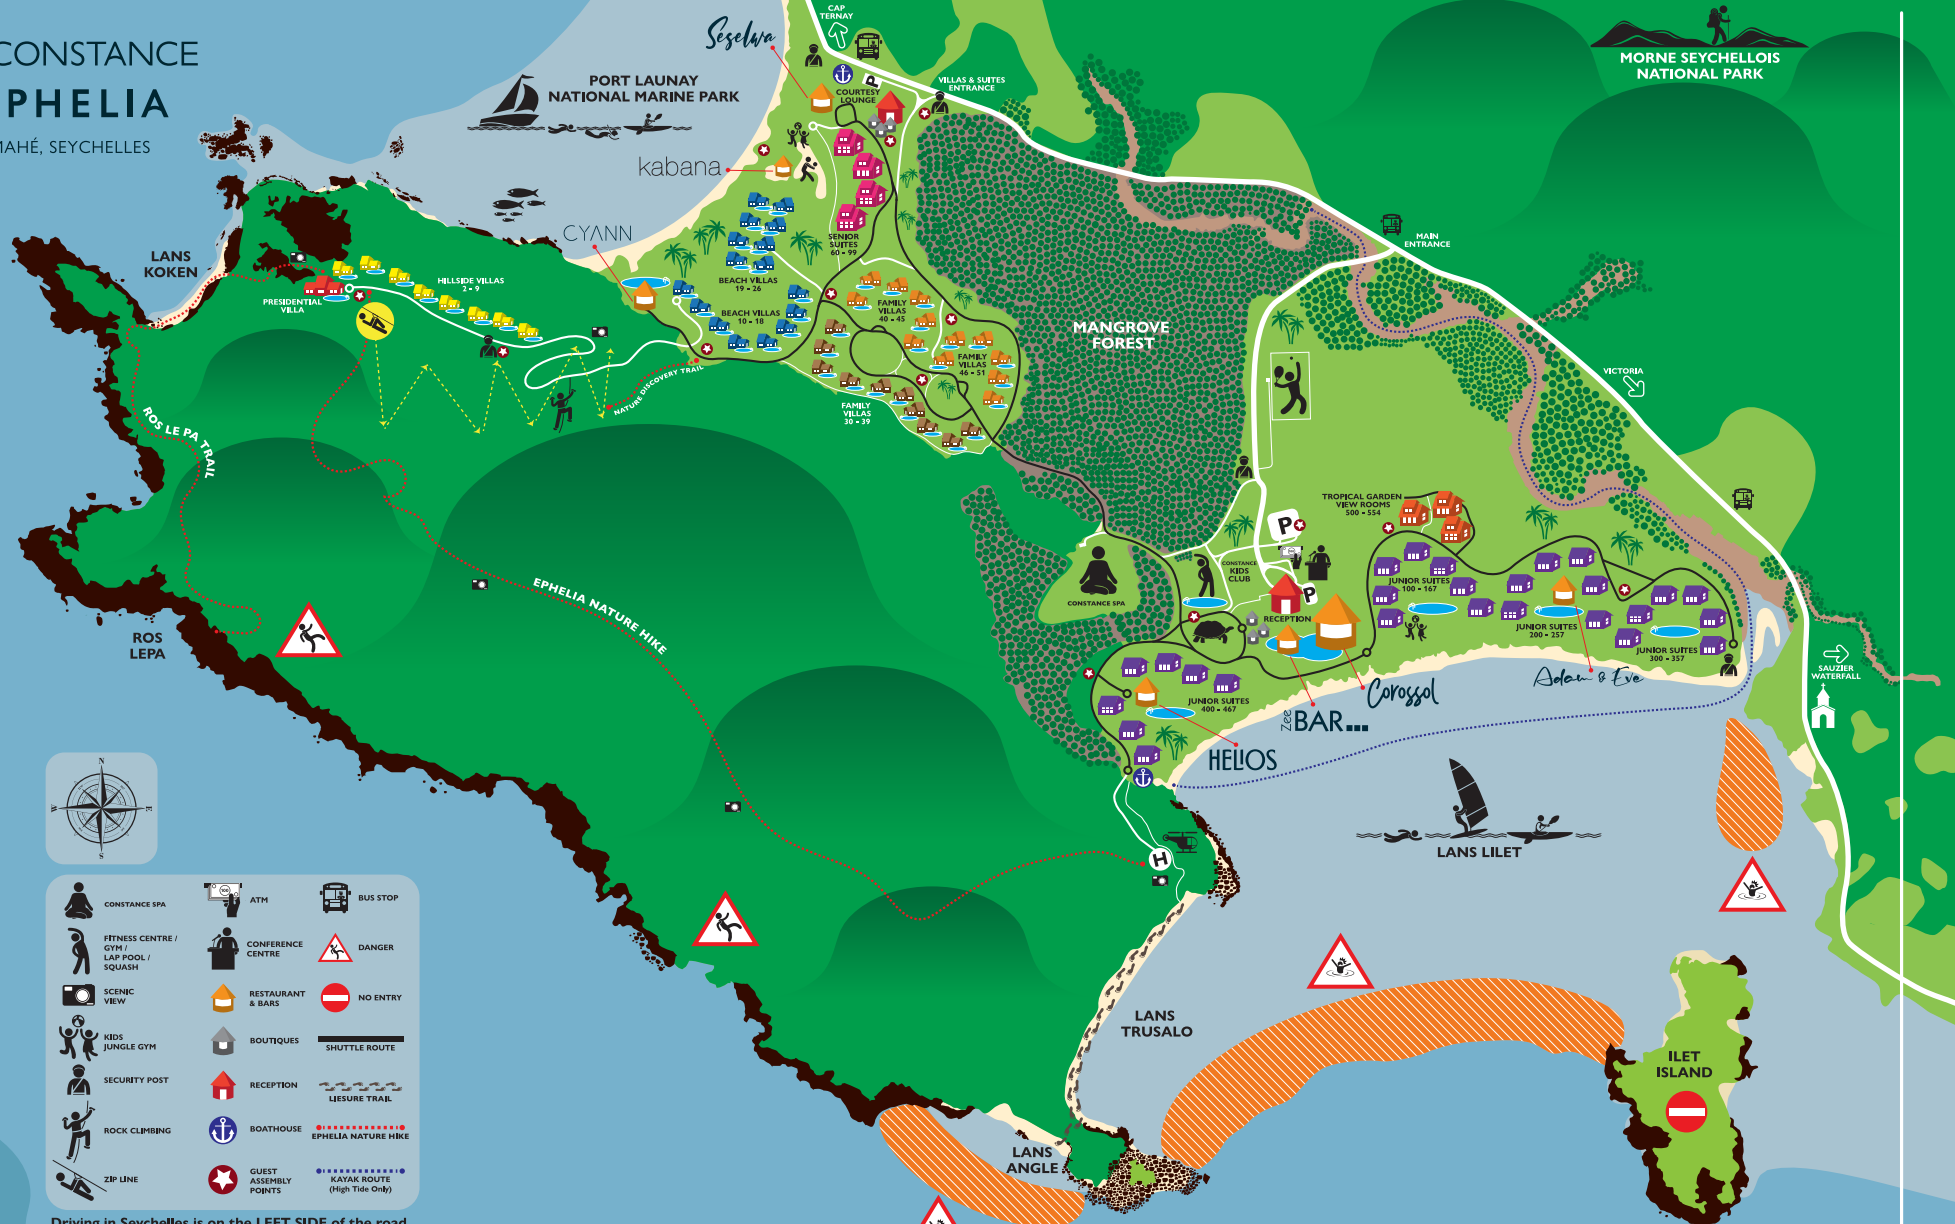 CONSTANCE
PHELIA
MAHÉ, SEYCHELLES
Seselwa
CAP
TERNAY
P
COURTESY
LOUNGE
VILLAS & SUITES
ENTRANCE
MORNE SEYCHELLOIS
NATIONAL PARK
PORT LAUNAY
NATIONAL MARINE PARK
kabana
CYANN
LANS
KOKEN
PRESIDENTIAL
VILLA
HILLSIDE VILLAS
2 - 9
SENIOR
SUITES
60 - 99
BEACH VILLAS
19 - 26
BEACH VILLAS
10 - 18
FAMILY
VILLAS
40 - 45
FAMILY
VILLAS
46 - 51
FAMILY
VILLAS
30 - 39
MANGROVE
FOREST
MAIN
ENTRANCE
VICTORIA
NATURE DISCOVERY TRAIL
ROS LE PA TRAIL
EPHELIA NATURE HIKE
ROS
LEPA
TROPICAL GARDEN
VIEW ROOMS
500 - 554
P
CONSTANCE
KIDS
CLUB
CONSTANCE SPA
P
RECEPTION
JUNIOR SUITES
100 - 167
JUNIOR SUITES
200 - 257
JUNIOR SUITES
300 - 357
JUNIOR SUITES
400 - 467
Adam & Eve
Corossol
Zee BAR...
HELIOS
SAUZIER
WATERFALL
LANS LILET
H
LANS
TRUSALO
LANS
ANGLE
ILET
ISLAND
N
W
E
S
CONSTANCE SPA
FITNESS CENTRE /
GYM /
LAP POOL /
SQUASH
SCENIC
VIEW
KIDS
JUNGLE GYM
SECURITY POST
ROCK CLIMBING
ZIP LINE
100
ATM
CONFERENCE
CENTRE
RESTAURANT
& BARS
BOUTIQUES
RECEPTION
BOATHOUSE
GUEST
ASSEMBLY
POINTS
BUS STOP
DANGER
NO ENTRY
SHUTTLE ROUTE
LIESURE TRAIL
EPHELIA NATURE HIKE
KAYAK ROUTE
(High Tide Only)
Driving in Seychelles is on the LEFT SIDE of the road